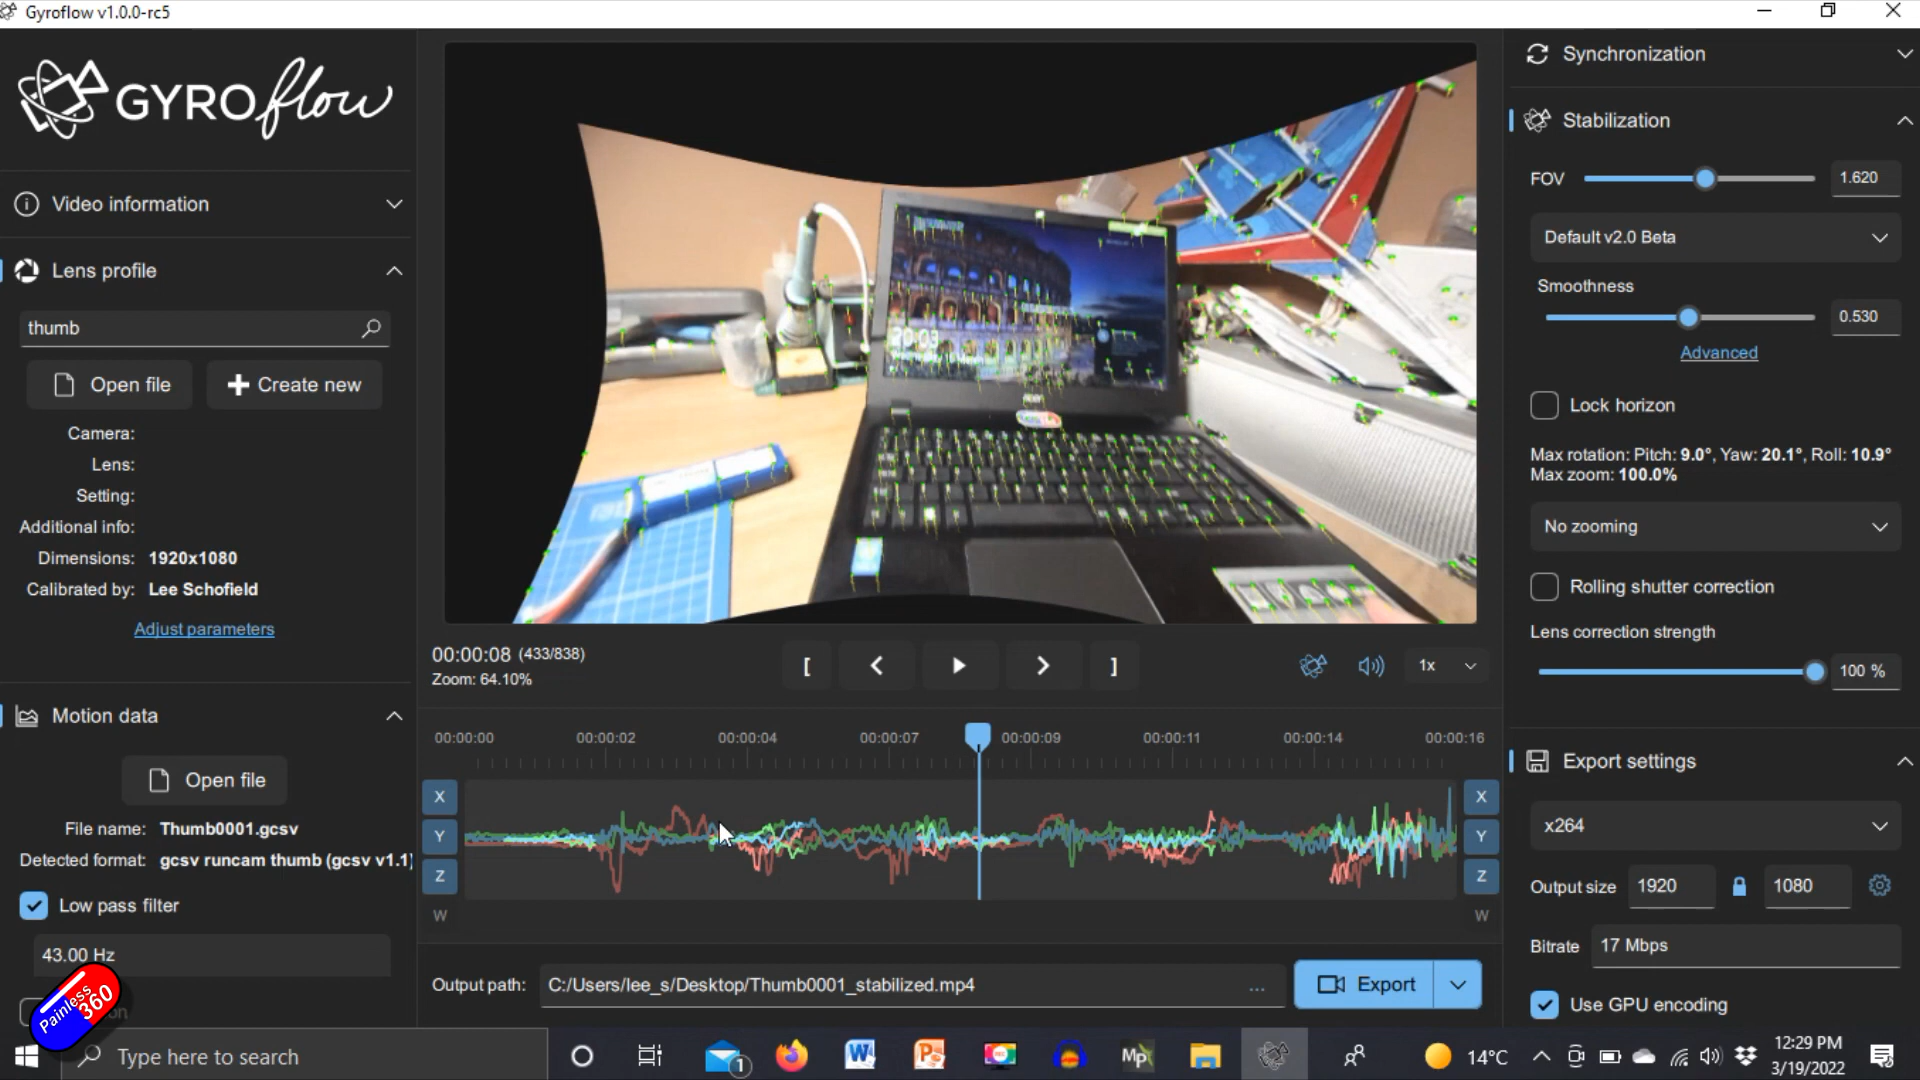 Gyroflow v1.0.0-rc5
GYROflow
Video information
Lens profile
thumb
Open file
Create new
Camera:
Lens:
Setting:
Additional info:
Dimensions: 1920x1080
Calibrated by: Lee Schofield
Adjust parameters
Motion data
Open file
File name: Thumb0001.gcsv
Detected format: gcsv runcam thumb (gcsv v1.1)
Low pass filter
43.00 Hz
Painless 360
20:03
00:00:08 (433/838)
Zoom: 64.10%
[
]
1x
00:00:00 00:00:02 00:00:04 00:00:07 00:00:09 00:00:11 00:00:14 00:00:16
X X
Y Y
Z Z
W W
Output path: C:/Users/lee_s/Desktop/Thumb0001_stabilized.mp4 ...
Export
Synchronization
Stabilization
FOV 1.620
Default v2.0 Beta
Smoothness
0.530
Advanced
Lock horizon
Max rotation: Pitch: 9.0°, Yaw: 20.1°, Roll: 10.9°
Max zoom: 100.0%
No zooming
Rolling shutter correction
Lens correction strength
100 %
Export settings
x264
Output size 1920 1080
Bitrate 17 Mbps
Use GPU encoding
Type here to search
1
W
P
REC
Mp
14°C
12:29 PM
3/19/2022